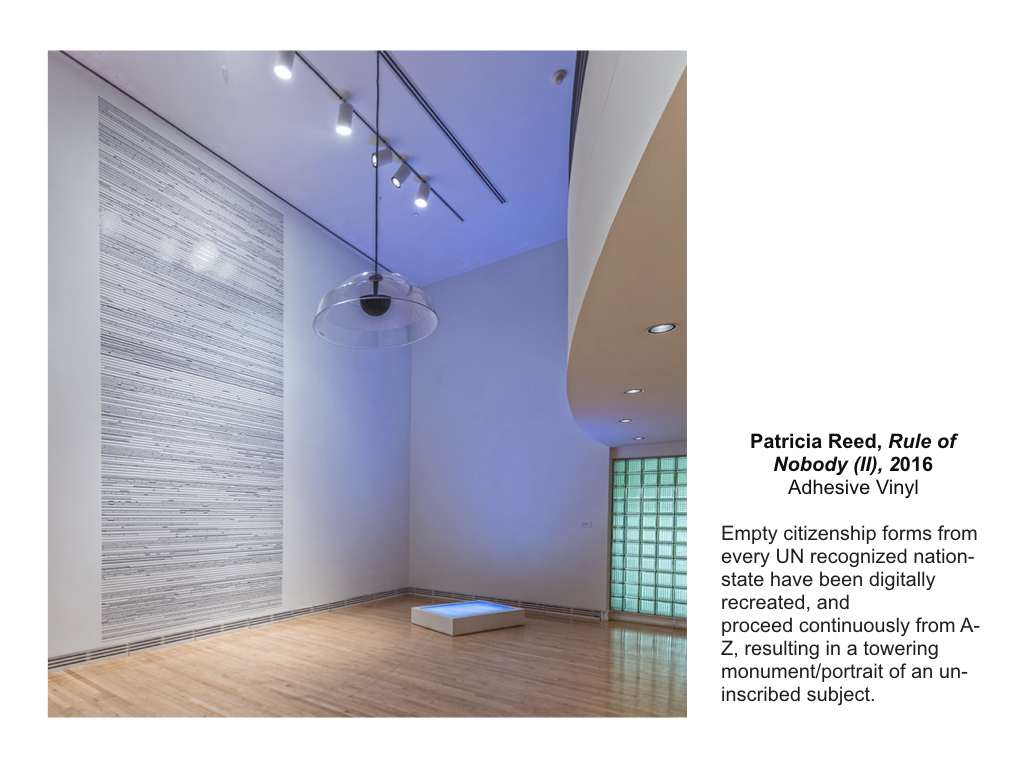 Patricia Reed, Rule of
Nobody (II), 2016
Adhesive Vinyl
Empty citizenship forms from
every UN recognized nation-
state have been digitally
recreated, and
proceed continuously from A-
Z, resulting in a towering
monument/portrait of an un-
inscribed subject.